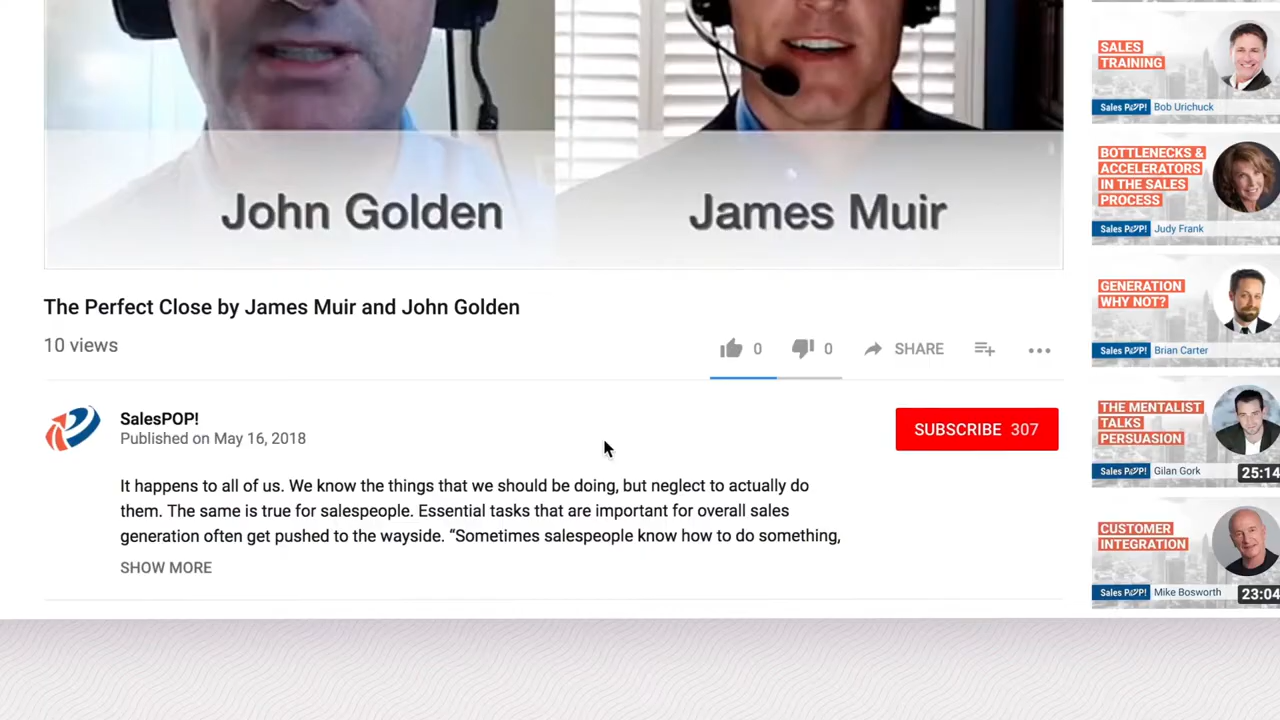 John Golden
James Muir
The Perfect Close by James Muir and John Golden
10 views
0
0
SHARE
SalesPOP!
Published on May 16, 2018
SUBSCRIBE 307
It happens to all of us. We know the things that we should be doing, but neglect to actually do
them. The same is true for salespeople. Essential tasks that are important for overall sales
generation often get pushed to the wayside. “Sometimes salespeople know how to do something,
SHOW MORE
SALES
TRAINING
Sales POP! Bob Urichuck
BOTTLENECKS &
ACCELERATORS
IN THE SALES
PROCESS
Sales POP! Judy Frank
GENERATION
WHY NOT?
Sales POP! Brian Carter
THE MENTALIST
TALKS
PERSUASION
Sales POP! Gilan Gork
25:14
CUSTOMER
INTEGRATION
Sales POP! Mike Bosworth
23:04